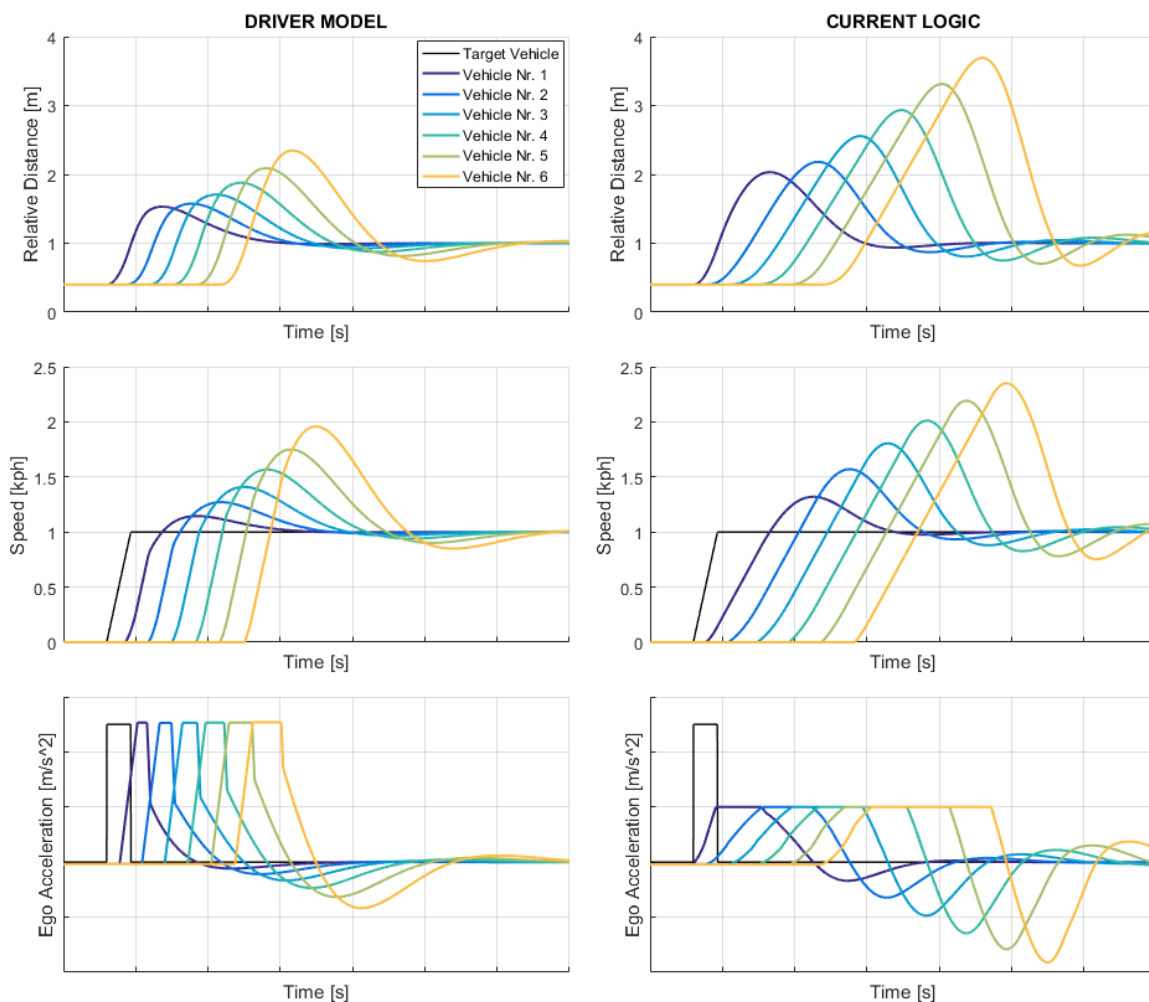 DRIVER MODEL
CURRENT LOGIC
Relative Distance [m]
4
3
2
1
0
Target Vehicle
Vehicle Nr. 1
Vehicle Nr. 2
Vehicle Nr. 3
Vehicle Nr. 4
Vehicle Nr. 5
Vehicle Nr. 6
Time [s]
Relative Distance [m]
4
3
2
1
0
Time [s]
Speed [kph]
2.5
2
1.5
1
0.5
0
Time [s]
Speed [kph]
2.5
2
1.5
1
0.5
0
Time [s]
Ego Acceleration [m/s^2]
Time [s]
Ego Acceleration [m/s^2]
Time [s]